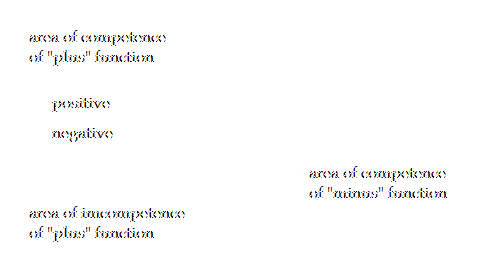 area of competence
of "plus" function
positive
negative
area of competence
of "minus" function
area of imcompetence
of "plus" function